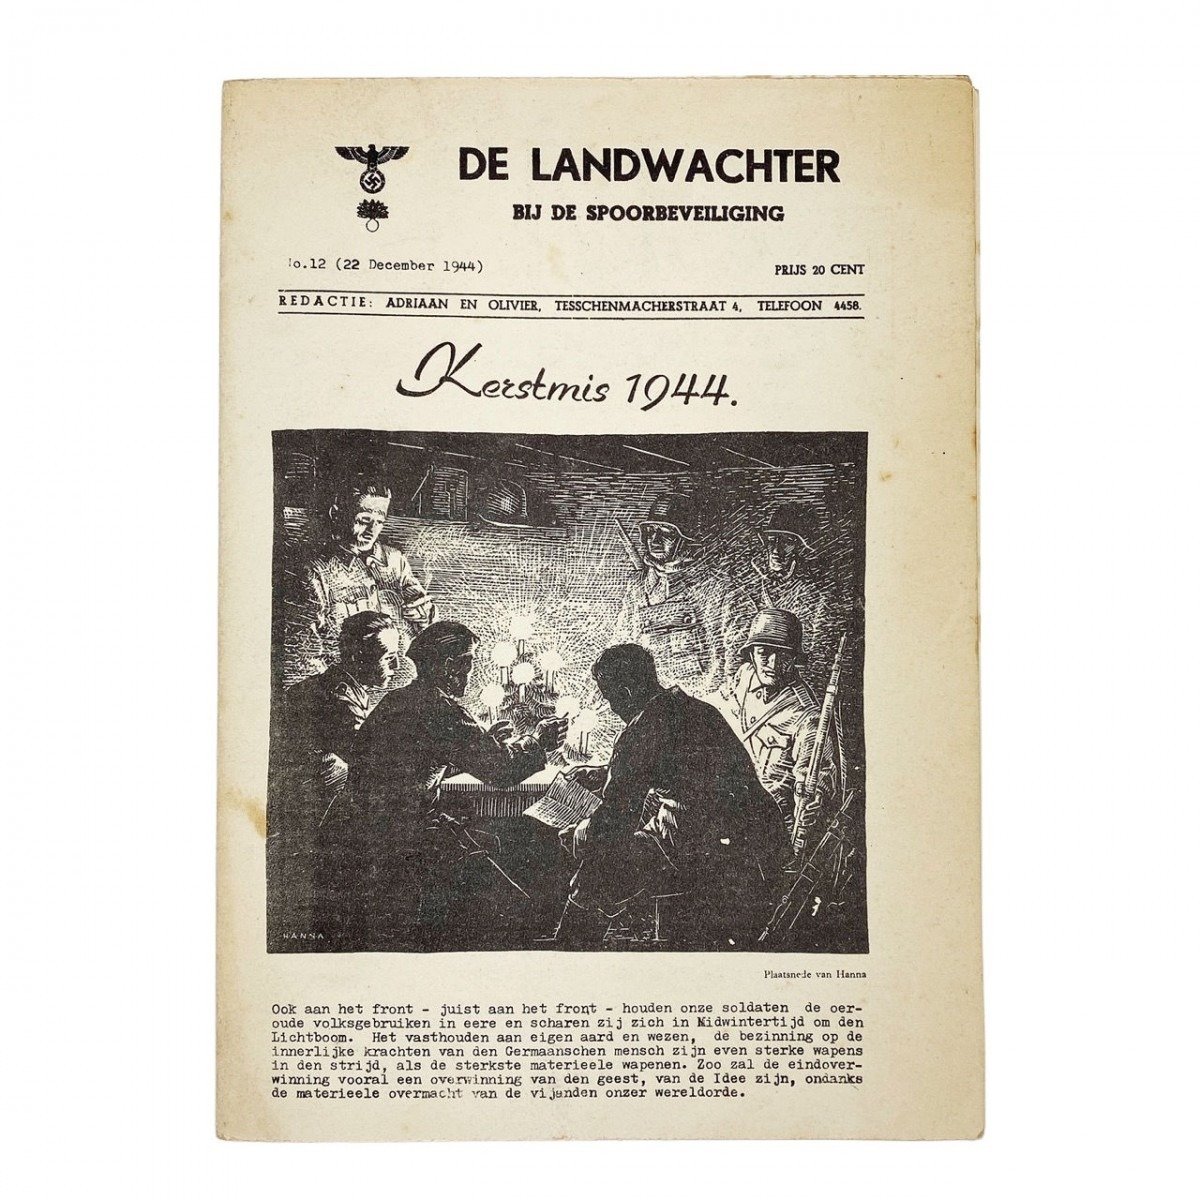 DE LANDWACHTER
BIJ DE SPOORBEVEILIGING
No.12 (22 December 1944)
PRIJS 20 CENT
REDACTIE: ADRIAAN EN OLIVIER, TESSCHENMACHERSTRAAT 4, TELEFOON 4458.
Kerstmis 1944.
HANNA
Plaatsnede van Hanna
Ook aan het front - juist aan het front - houden onze soldaten de oer-
oude volksgebruiken in eere en scharen zij zich in Midwintertijd om den
Lichtboom. Het vasthouden aan eigen aard en wezen, de bezinning op de
innerlijke krachten van den Germaanschen mensch zijn even sterke wapens
in den strijd, als de sterkste materieele wapenen. Zoo zal de eindover-
winning vooral een overwinning van den geest, van de Idee zijn, ondanks
de materieele overmacht van de vijanden onzer wereldorde.